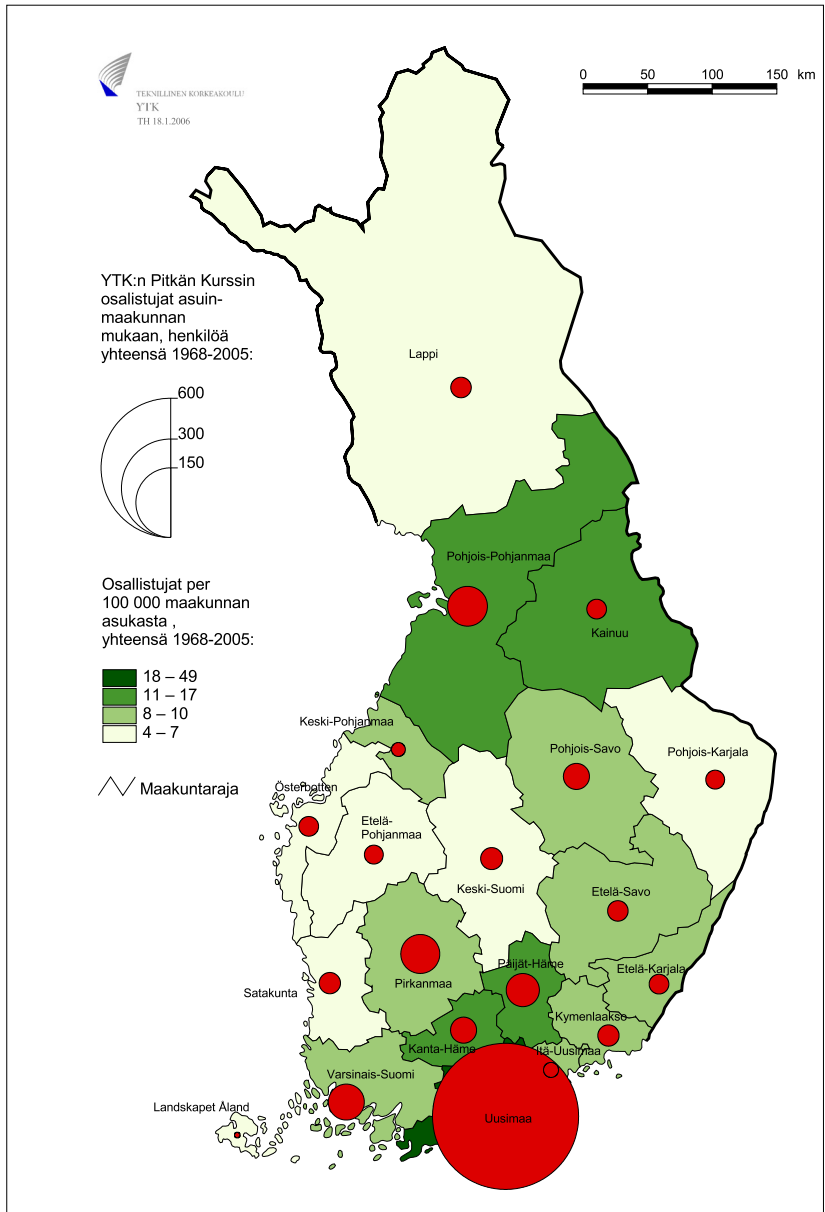 TEKNILLINEN KORKEAKOULU
YTK
TH 18.1.2006
0 50 100 150 km
YTK:n Pitkän Kurssin
osalistujat asuin-
maakunnan
mukaan, henkilöä
yhteensä 1968-2005:
600
300
150
Osallistujat per
100 000 maakunnan
asukasta ,
yhteensä 1968-2005:
18 – 49
11 – 17
8 – 10
4 – 7
Maakuntaraja
Lappi
Pohjois-Pohjanmaa
Kainuu
Keski-Pohjanmaa
Pohjois-Savo
Pohjois-Karjala
Österbotten
Etelä-
Pohjanmaa
Keski-Suomi
Etelä-Savo
Satakunta
Pirkanmaa
Päijät-Häme
Etelä-Karjala
Kymenlaakso
Kanta-Häme
ltä-Uusimaa
Varsinais-Suomi
Landskapet Åland
Uusimaa